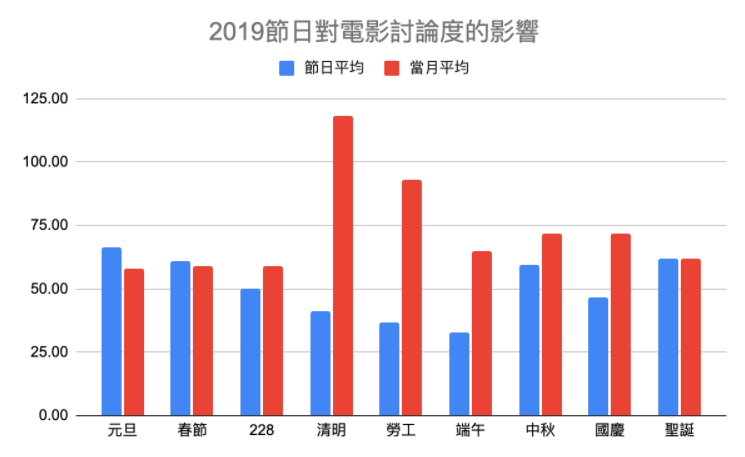 2019節日對電影討論度的影響
節日平均 當月平均
125.00
100.00
75.00
50.00
25.00
0.00
元旦 春節 228 清明 勞工 端午 中秋 國慶 聖誕